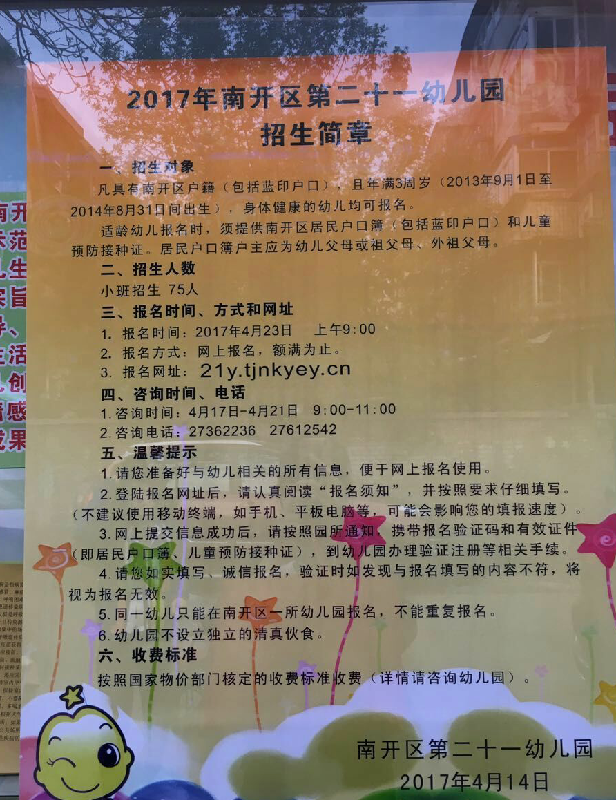 2017年南开区第二十一幼儿园
招生简章
一、招生对象
凡具有南开区户籍（包括蓝印户口），且年满3周岁（2013年9月1日至
2014年8月31日间出生），身体健康的幼儿均可报名。
适龄幼儿报名时，须提供南开区居民户口簿（包括蓝印户口）和儿童
预防接种证。居民户口簿户主应为幼儿父母或祖父母、外祖父母。
二、招生人数
小班招生 75人
三、报名时间、方式和网址
1. 报名时间：2017年4月23日 上午9:00
2. 报名方式：网上报名，额满为止。
3. 报名网址：21y.tjnkyey.cn
四、咨询时间、电话
1.咨询时间：4月17日-4月21日 9:00-11:00
2.咨询电话：27362236 27612542
五、温馨提示
1.请您准备好与幼儿相关的所有信息，便于网上报名使用。
2.登陆报名网址后，请认真阅读“报名须知”，并按照要求仔细填写。
（不建议使用移动终端，如手机、平板电脑等，可能会影响您的填报速度）。
3.网上提交信息成功后，请按照园所通知、携带报名验证码和有效证件
（即居民户口簿、儿童预防接种证），到幼儿园办理验证注册等相关手续。
4.请您如实填写、诚信报名，验证时如发现与报名填写的内容不符，将
视为报名无效。
5.同一幼儿只能在南开区一所幼儿园报名，不能重复报名。
6.幼儿园不设立独立的清真伙食。
六、收费标准
按照国家物价部门核定的收费标准收费（详情请咨询幼儿园）。
南开区第二十一幼儿园
2017年4月14日